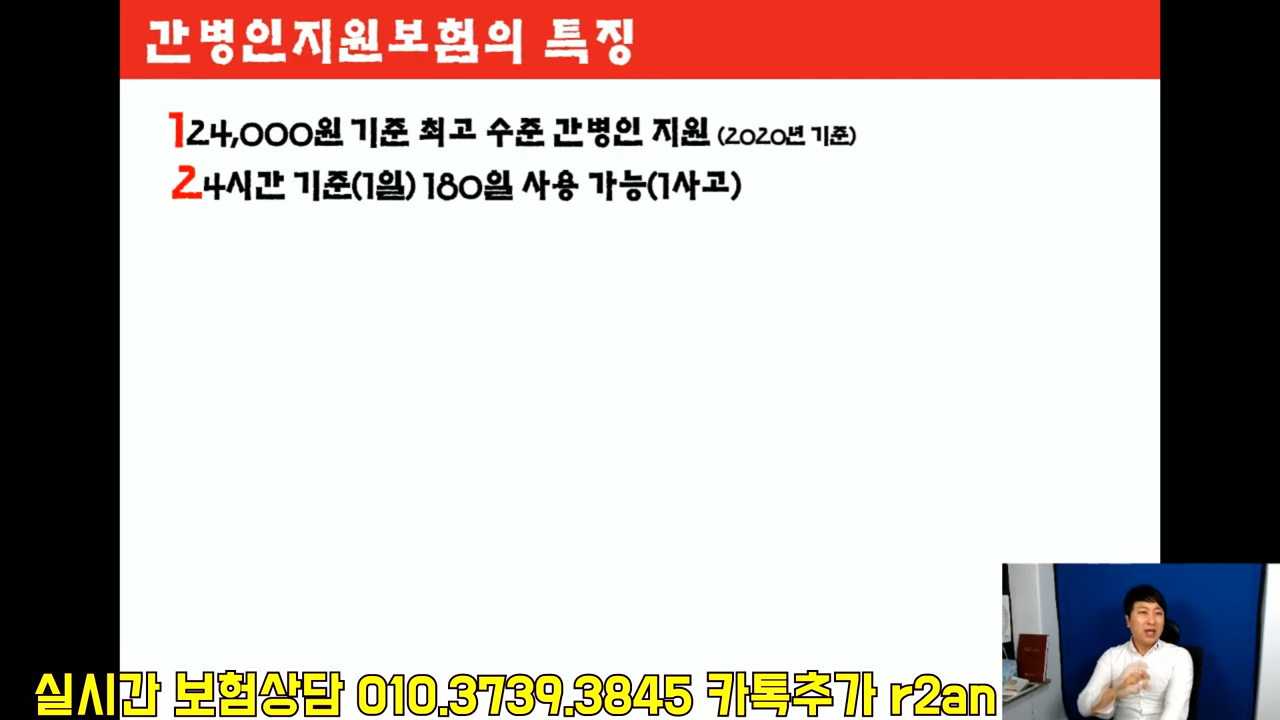 간병인지원보험의 특징
124,000원 기준 최고 수준 간병인 지원 (2020년 기준)
2.4시간 기준(1일) 180일 사용 가능(1사고)
실시간 보험상담 010.3739.3845 카톡추가 r2an